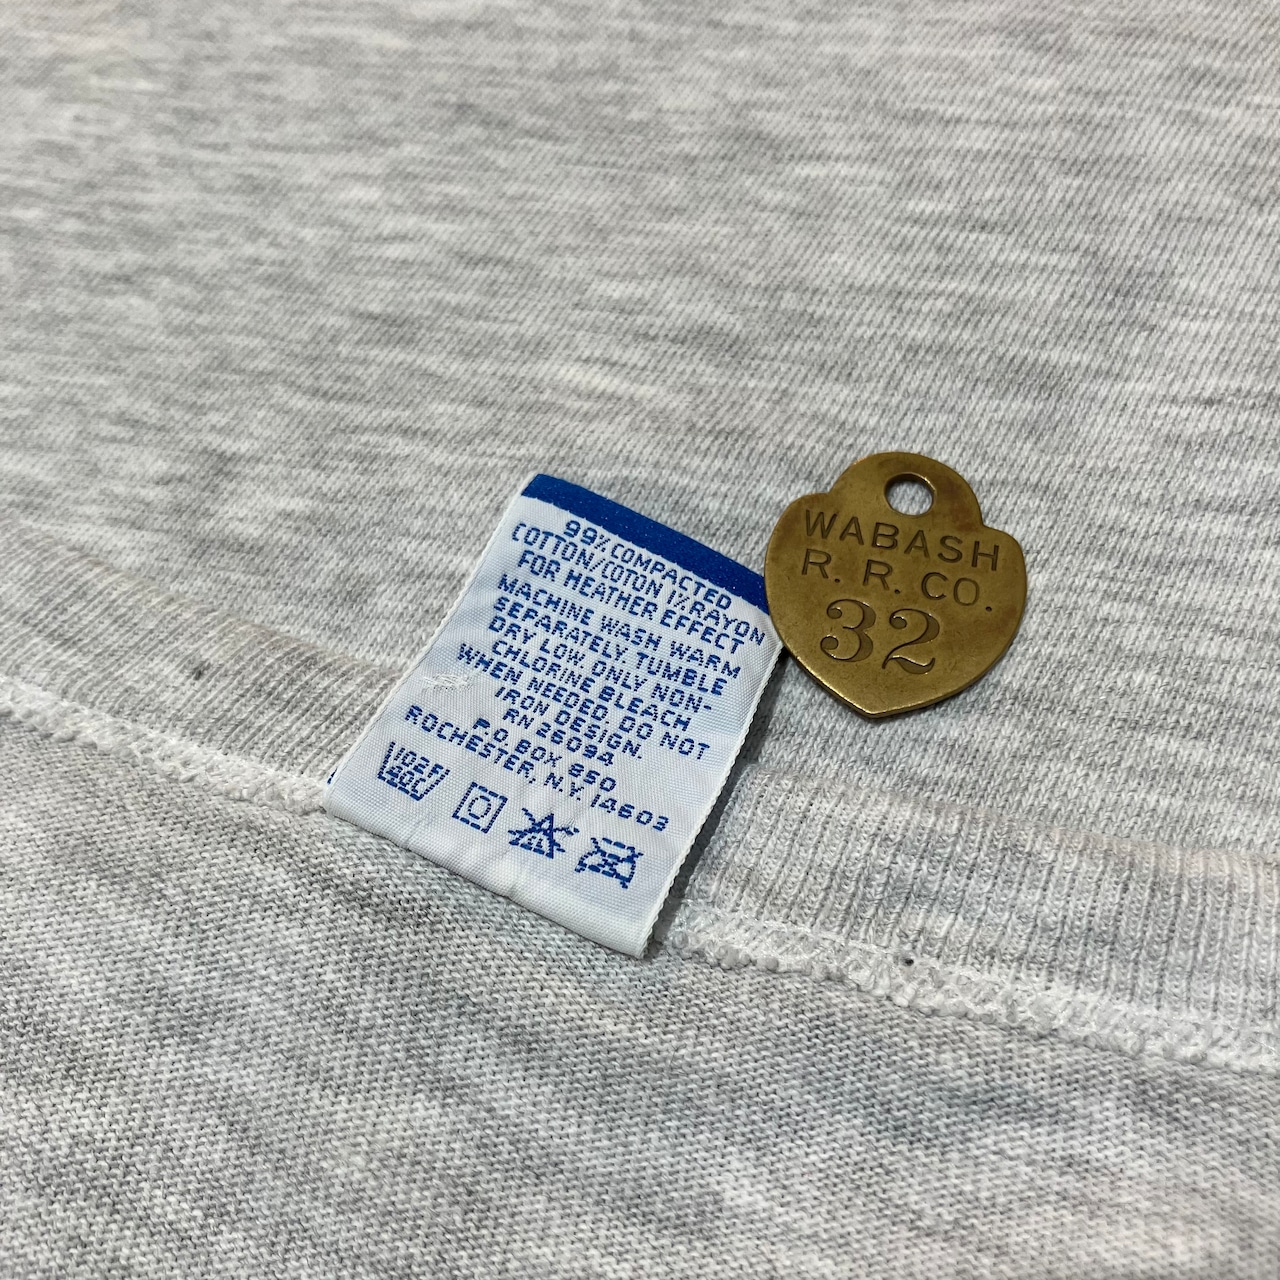 99% COMPACTED
COTTON/COTON 1% RAYON
FOR HEATHER EFFECT
MACHINE WASH WARM
SEPARATELY. TUMBLE
DRY LOW ONLY NON-
CHLORINE BLEACH
WHEN NEEDED. DO NOT
IRON DESIGN.
RN 26094
P.O. BOX 850
ROCHESTER, N.Y. 14603
WABASH
R. R. CO.
32